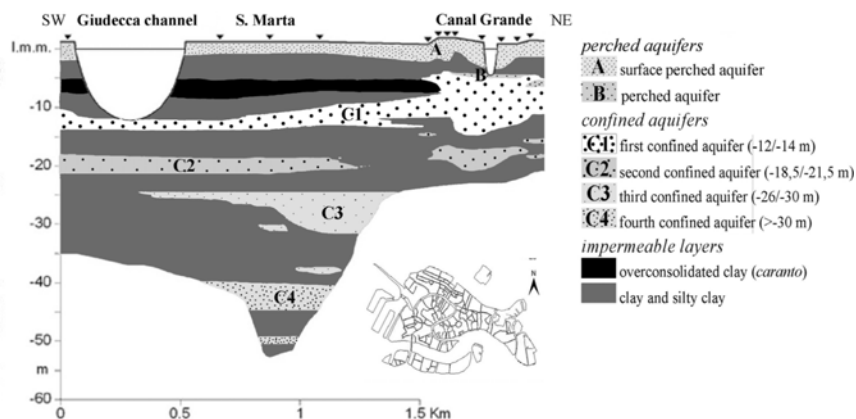 SW Giudecca channel S. Marta Canal Grande NE
l.m.m.
-10
-20
-30
-40
-50
m
-60
0 0.5 1.0 1.5 Km
A
B
C1
C2
C3
C4
N
perched aquifers
A surface perched aquifer
B perched aquifer
confined aquifers
C1 first confined aquifer (-12/-14 m)
C2 second confined aquifer (-18,5/-21,5 m)
C3 third confined aquifer (-26/-30 m)
C4 fourth confined aquifer (>-30 m)
impermeable layers
overconsolidated clay (caranto)
clay and silty clay